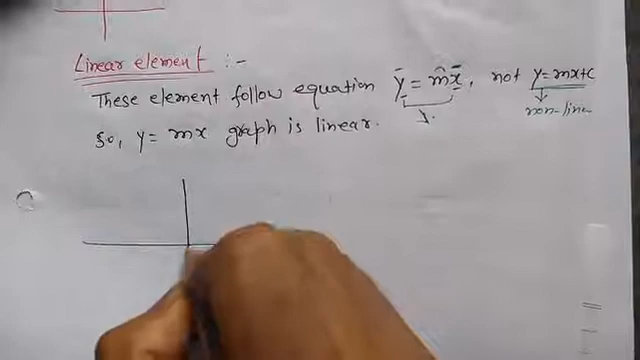 Linear element :-
These element follow equation y = mx, not y=mx+c
non-line
so, y= mx graph is linear.